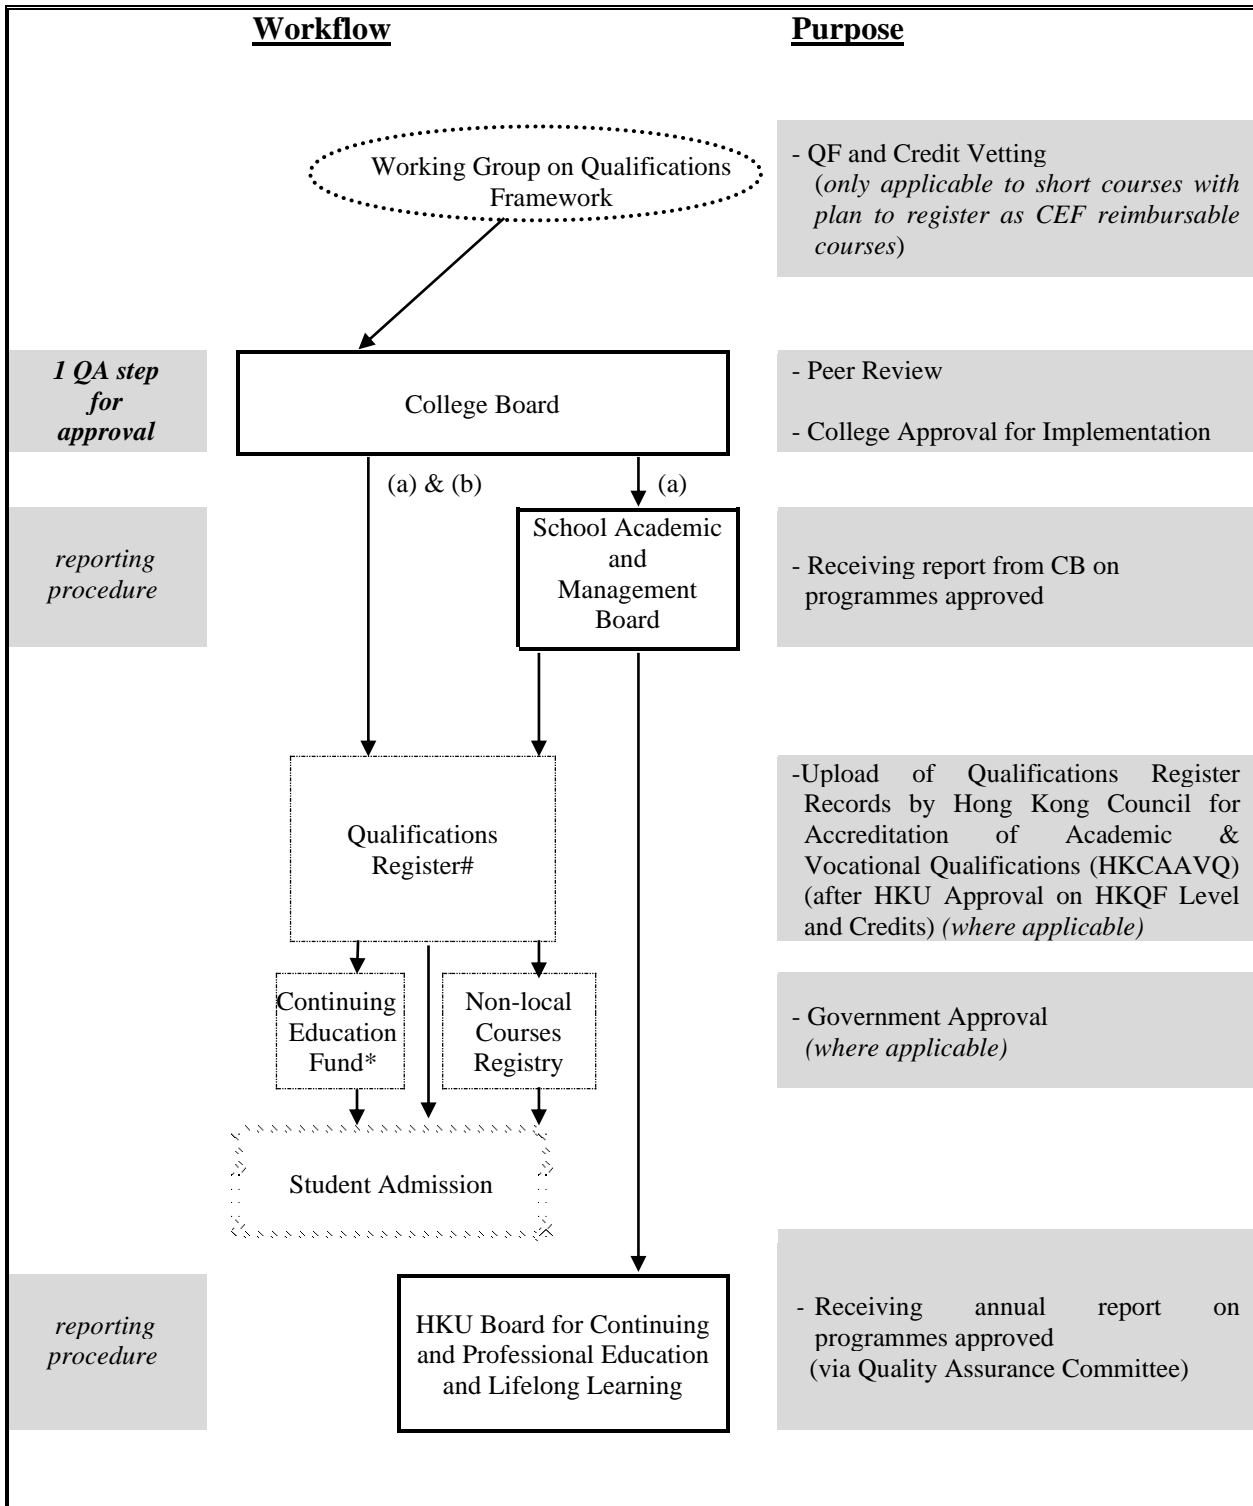 Workflow
Purpose
Working Group on Qualifications
Framework
- QF and Credit Vetting
(only applicable to short courses with
plan to register as CEF reimbursable
courses)
1 QA step
for
approval
College Board
- Peer Review
- College Approval for Implementation
(a) & (b)
(a)
reporting
procedure
School Academic
and
Management
Board
- Receiving report from CB on
programmes approved
Qualifications
Register#
-Upload of Qualifications Register
Records by Hong Kong Council for
Accreditation of Academic &
Vocational Qualifications (HKCAAVQ)
(after HKU Approval on HKQF Level
and Credits) (where applicable)
Continuing
Education
Fund*
Non-local
Courses
Registry
- Government Approval
(where applicable)
Student Admission
reporting
procedure
HKU Board for Continuing
and Professional Education
and Lifelong Learning
- Receiving annual report on
programmes approved
(via Quality Assurance Committee)